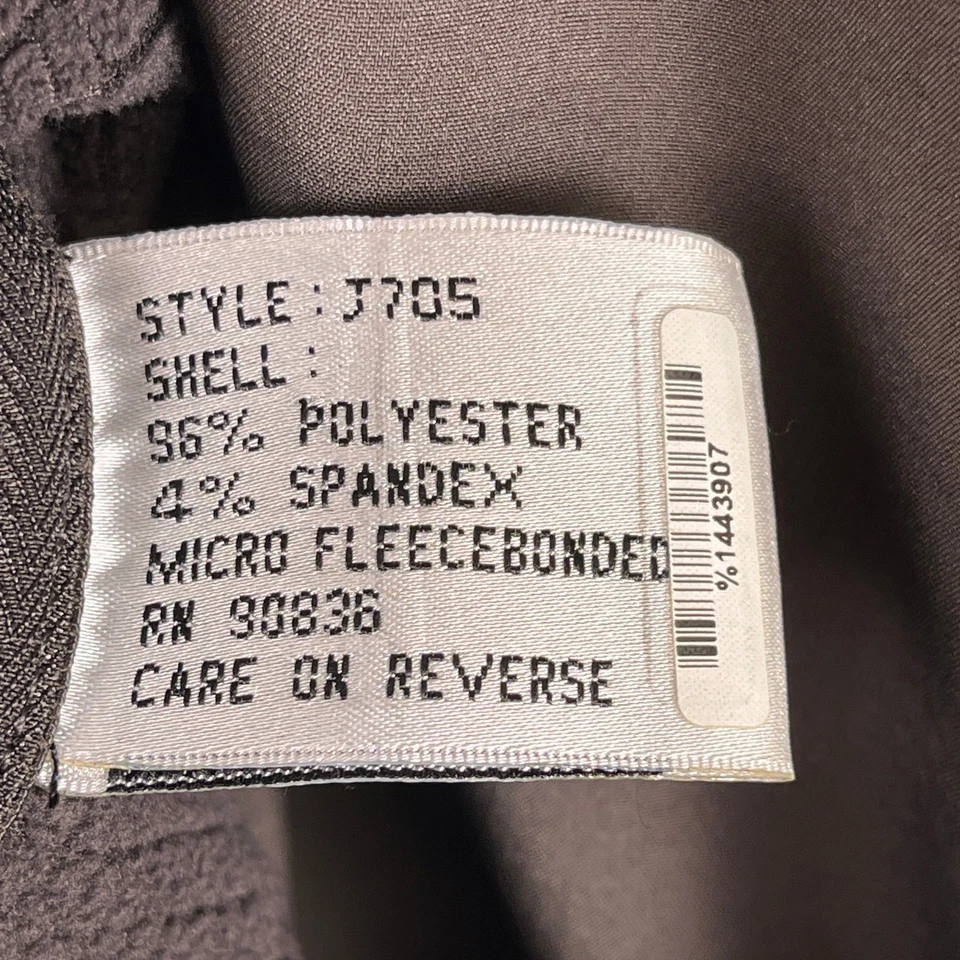 STYLE: J705
SHELL:
96% POLYESTER
4% SPANDEX
MICRO FLEECEBONDED
RN 90836
CARE ON REVERSE
%1443907